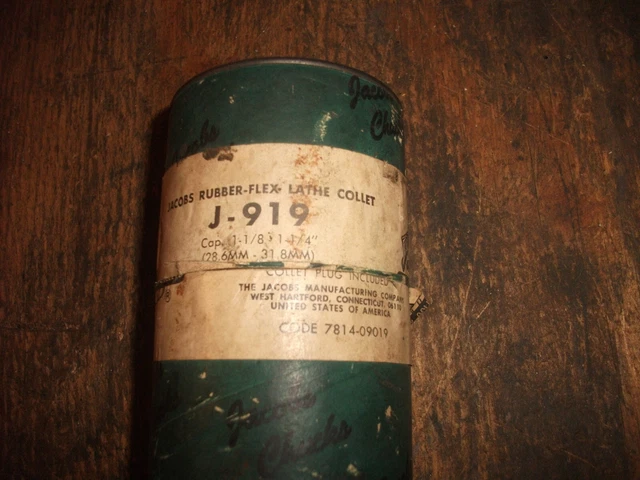 Jacobs
Chucks
JACOBS RUBBER-FLEX LATHE COLLET
J-919
Cap. 1-1/8 - 1-1/4"
(28.6MM - 31.8MM)
COLLET PLUG INCLUDED
THE JACOBS MANUFACTURING COMPANY
WEST HARTFORD, CONNECTICUT,
UNITED STATES OF AMERICA
CODE 7814-09019
Jacobs
Chucks